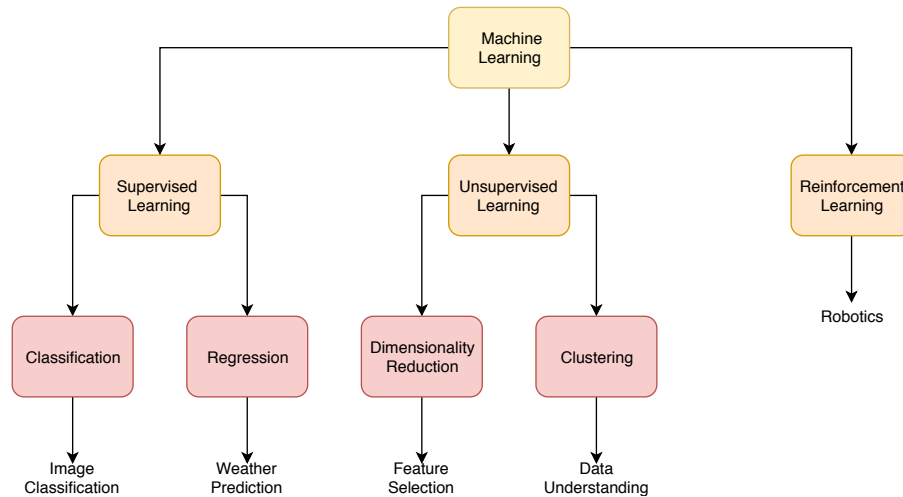 Machine
Learning
Supervised
Learning
Unsupervised
Learning
Reinforcement
Learning
Robotics
Classification
Regression
Dimensionality
Reduction
Clustering
Image
Classification
Weather
Prediction
Feature
Selection
Data
Understanding